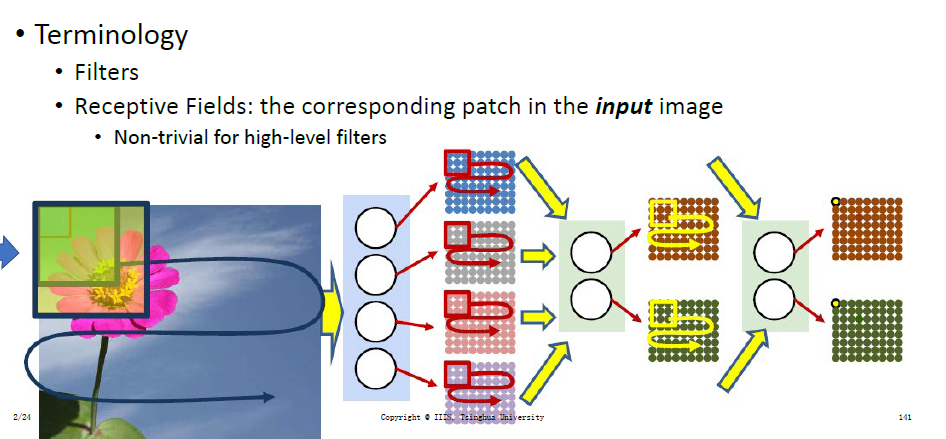 • Terminology
• Filters
• Receptive Fields: the corresponding patch in the input image
• Non-trivial for high-level filters
2/24
Copyright © IIIS, Tsinghua University
141